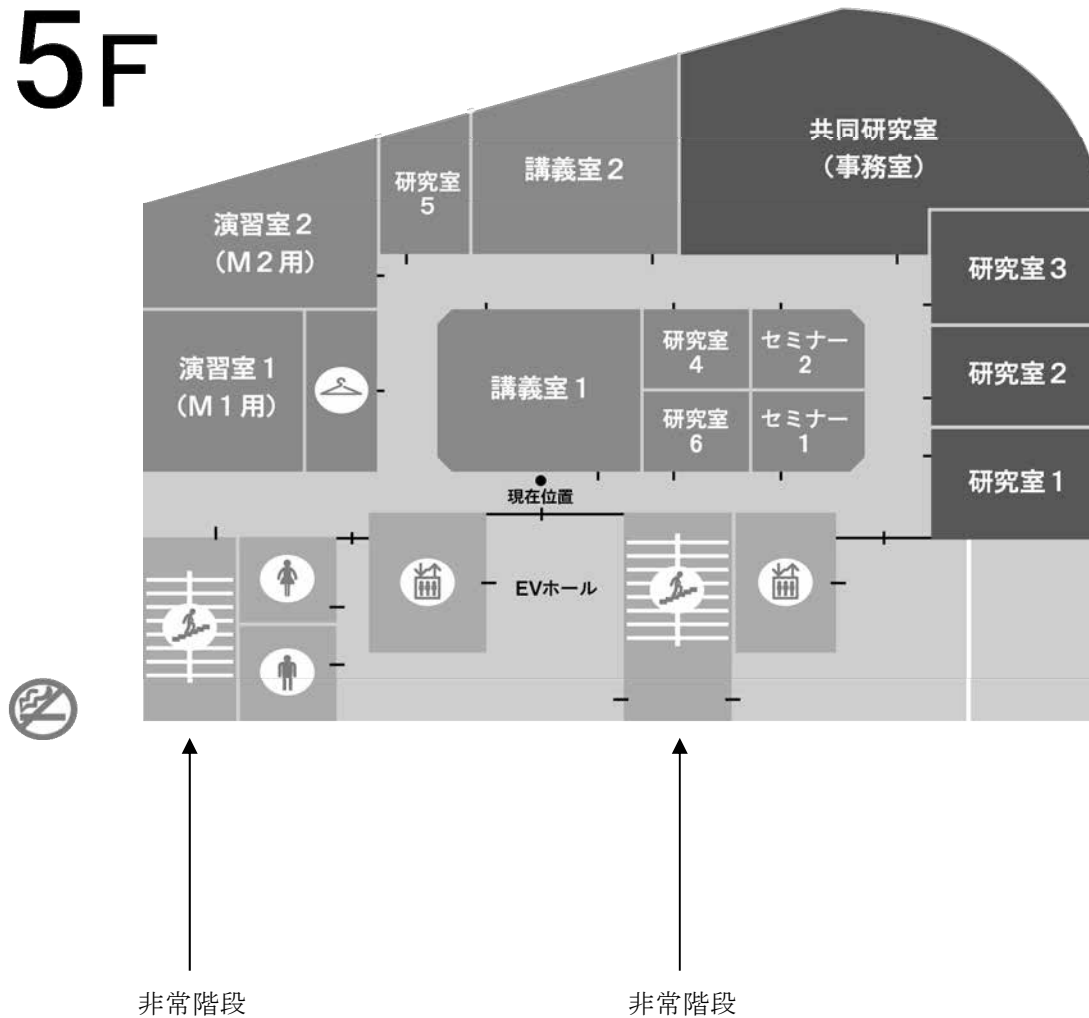 5F
共同研究室
（事務室）
講義室２
研究室
5
演習室２
（Ｍ２用）
研究室３
演習室１
（Ｍ１用）
講義室１
研究室
4
セミナー
2
研究室２
研究室
6
セミナー
1
研究室１
現在位置
EVホール
非常階段
非常階段